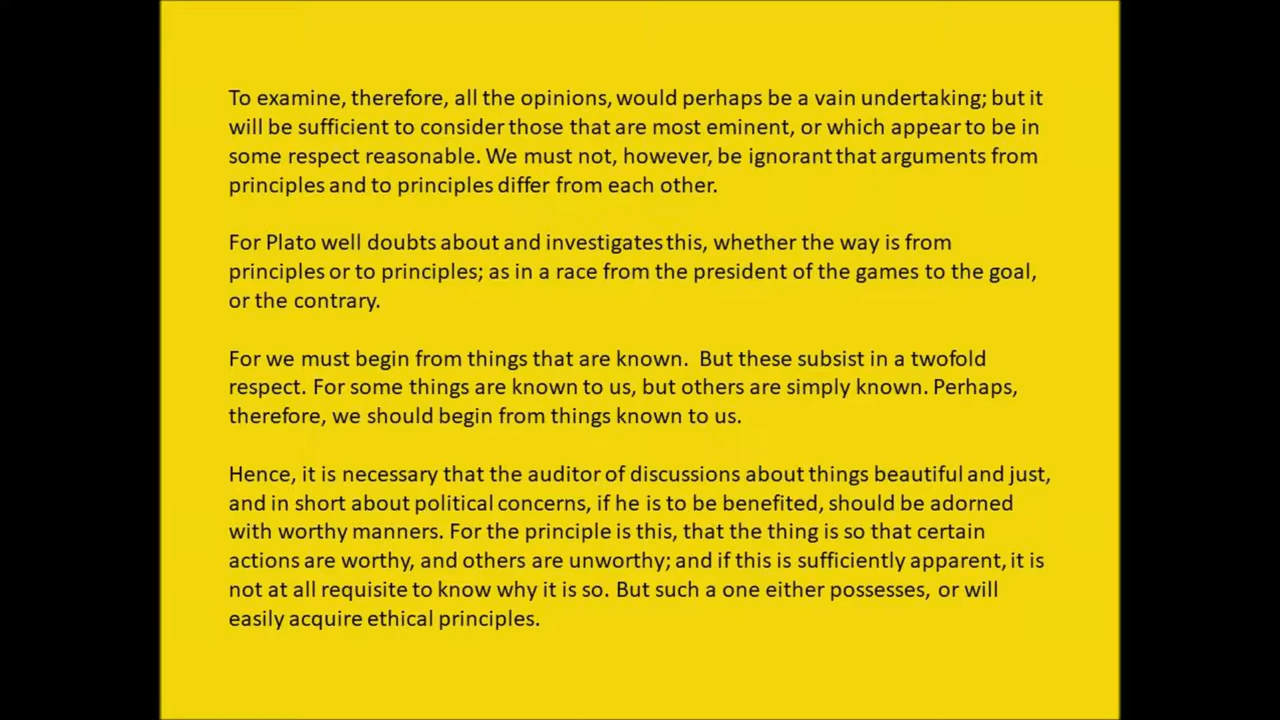 To examine, therefore, all the opinions, would perhaps be a vain undertaking; but it
will be sufficient to consider those that are most eminent, or which appear to be in
some respect reasonable. We must not, however, be ignorant that arguments from
principles and to principles differ from each other.
For Plato well doubts about and investigates this, whether the way is from
principles or to principles; as in a race from the president of the games to the goal,
or the contrary.
For we must begin from things that are known.  But these subsist in a twofold
respect. For some things are known to us, but others are simply known. Perhaps,
therefore, we should begin from things known to us.
Hence, it is necessary that the auditor of discussions about things beautiful and just,
and in short about political concerns, if he is to be benefited, should be adorned
with worthy manners. For the principle is this, that the thing is so that certain
actions are worthy, and others are unworthy; and if this is sufficiently apparent, it is
not at all requisite to know why it is so. But such a one either possesses, or will
easily acquire ethical principles.